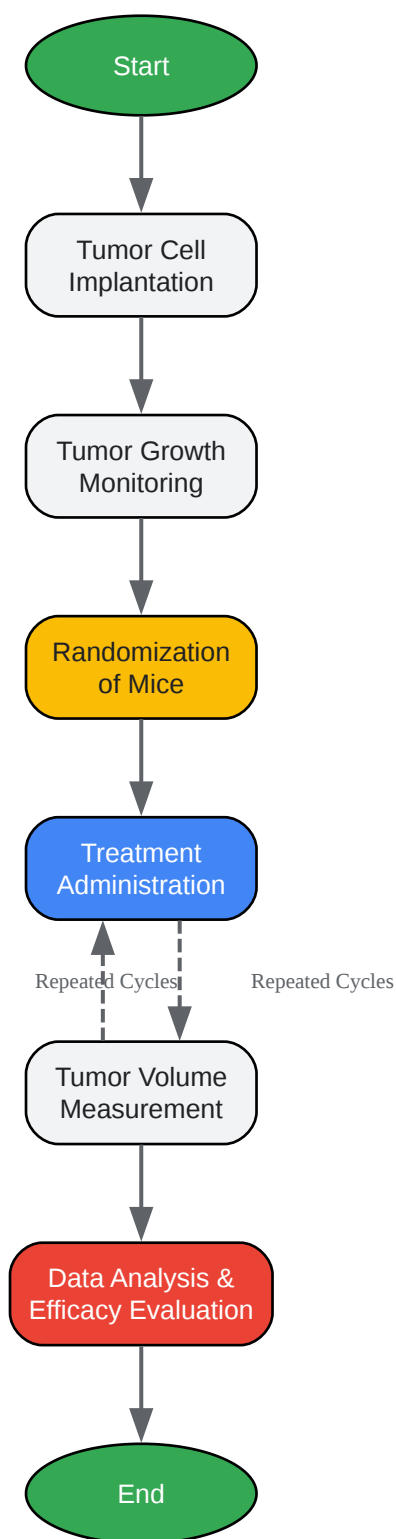 Start
Tumor Cell
Implantation
Tumor Growth
Monitoring
Randomization
of Mice
Treatment
Administration
Repeated Cycles
Repeated Cycles
Tumor Volume
Measurement
Data Analysis &
Efficacy Evaluation
End